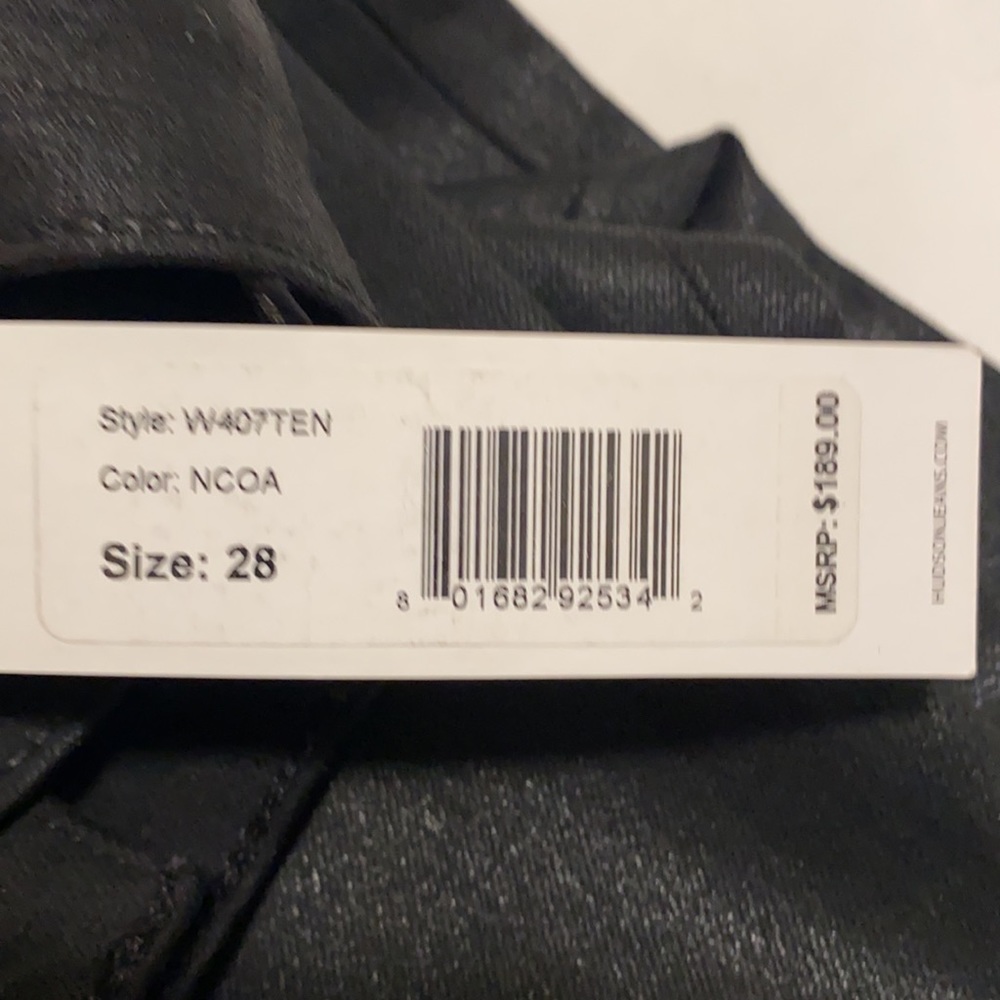 Style: W407TEN
Color: NCOA
Size: 28
8 01682 92534 2
MSRP: $189.00
HUDSONJEANS.COM